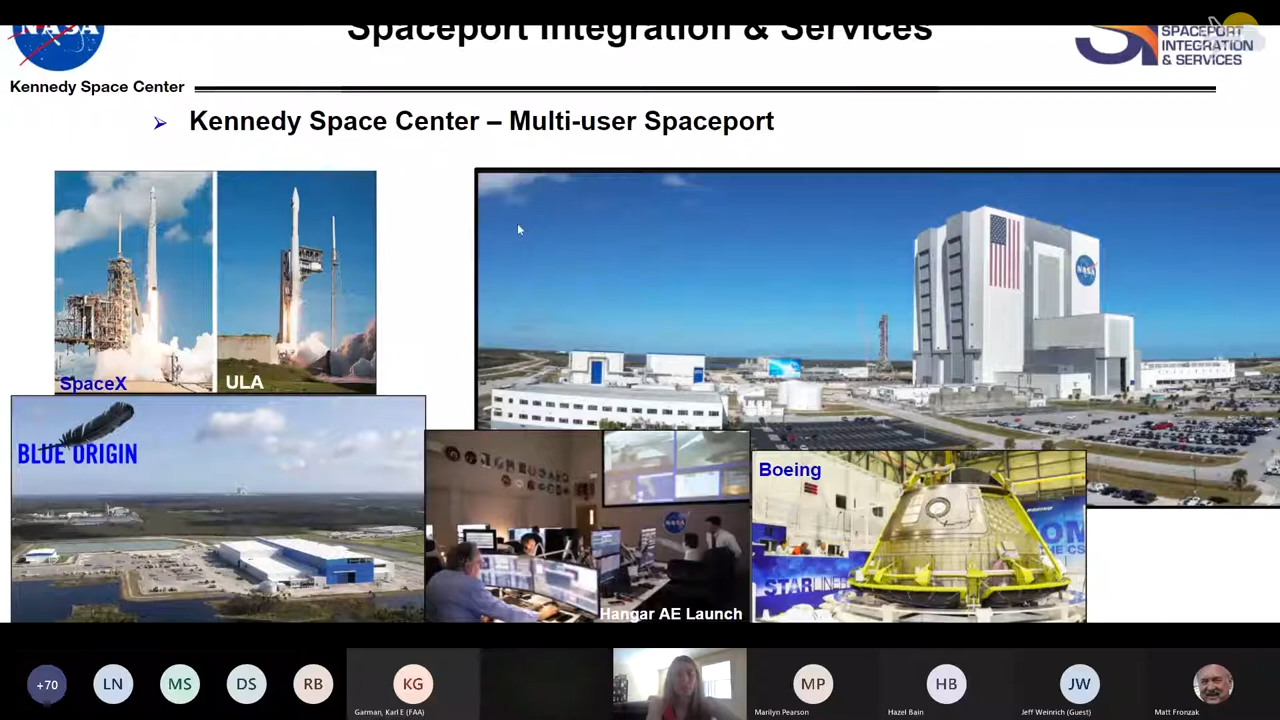 Spaceport Integration & Services
NASA
SPACEPORT
INTEGRATION
& SERVICES
Kennedy Space Center
Kennedy Space Center – Multi-user Spaceport
SpaceX
ULA
BLUE ORIGIN
NASA
Boeing
STARLINER
Hangar AE Launch
+70
LN
MS
DS
RB
KG
Garman, Karl E (FAA)
MP
Marilyn Pearson
HB
Hazel Bain
JW
Jeff Weinrich (Guest)
Matt Fronzak